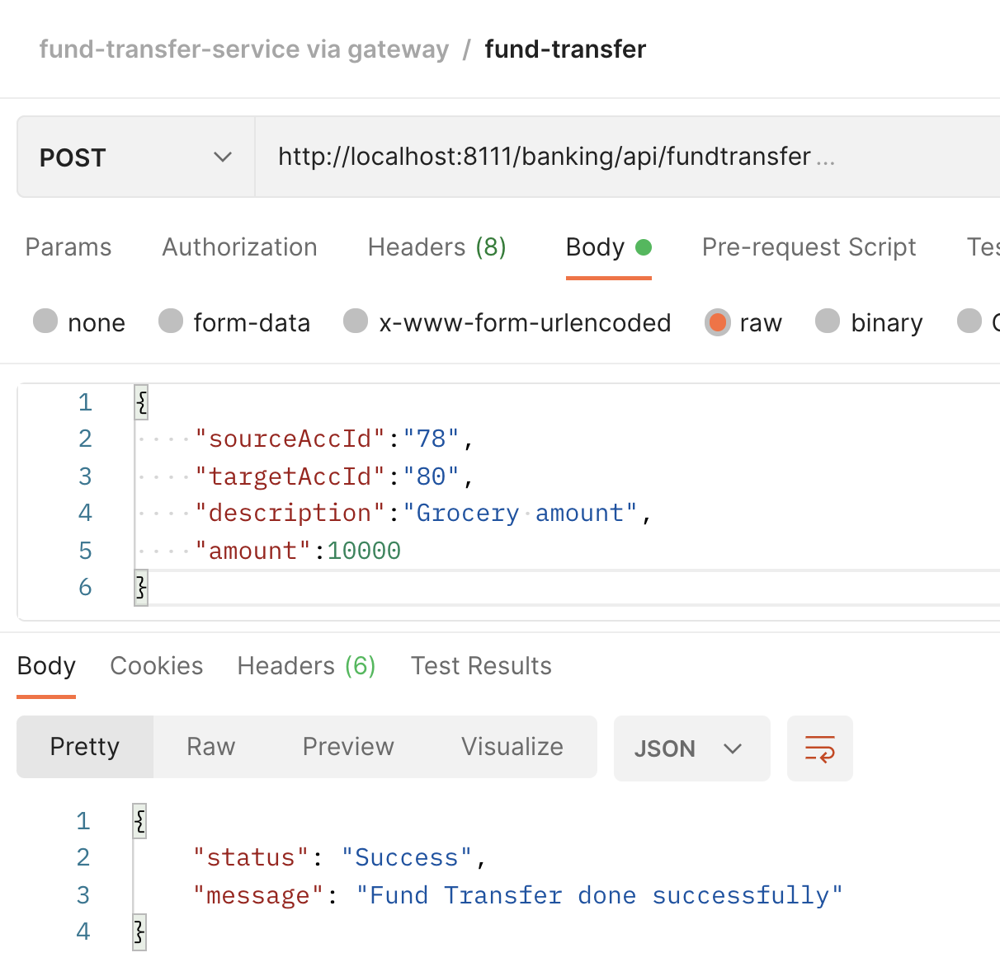 fund-transfer-service via gateway / fund-transfer
POST http://localhost:8111/banking/api/fundtransfer ...
Params Authorization Headers (8) Body Pre-request Script Tes
none form-data x-www-form-urlencoded raw binary
1 {
2 "sourceAccId":"78",
3 "targetAccId":"80",
4 "description":"Grocery amount",
5 "amount":10000
6 }
Body Cookies Headers (6) Test Results
Pretty Raw Preview Visualize JSON
1 {
2 "status": "Success",
3 "message": "Fund Transfer done successfully"
4 }